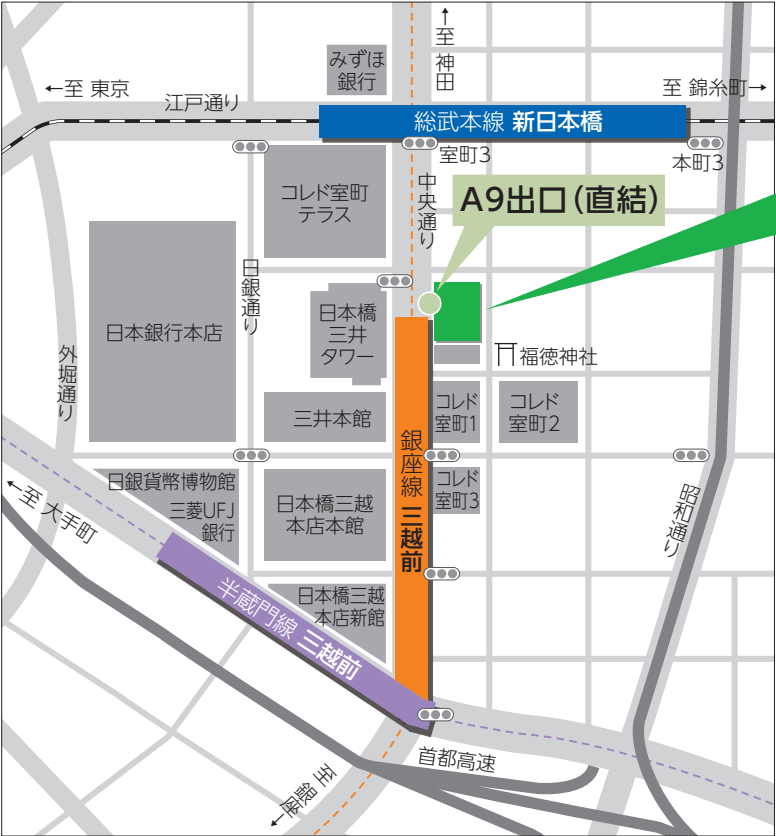 ←至 東京
江戸通り
みずほ
銀行
↑至 神田
至 錦糸町→
総武本線 新日本橋
室町3
本町3
コレド室町
テラス
中央通り
A9出口（直結）
日銀通り
日本銀行本店
日本橋
三井
タワー
外堀通り
福徳神社
三井本館
コレド
室町1
コレド
室町2
銀座線 三越前
日銀貨幣博物館
三菱UFJ
銀行
日本橋三越
本店本館
コレド
室町3
昭和通り
←至 大手町
半蔵門線 三越前
日本橋三越
本店新館
首都高速
至 銀座→